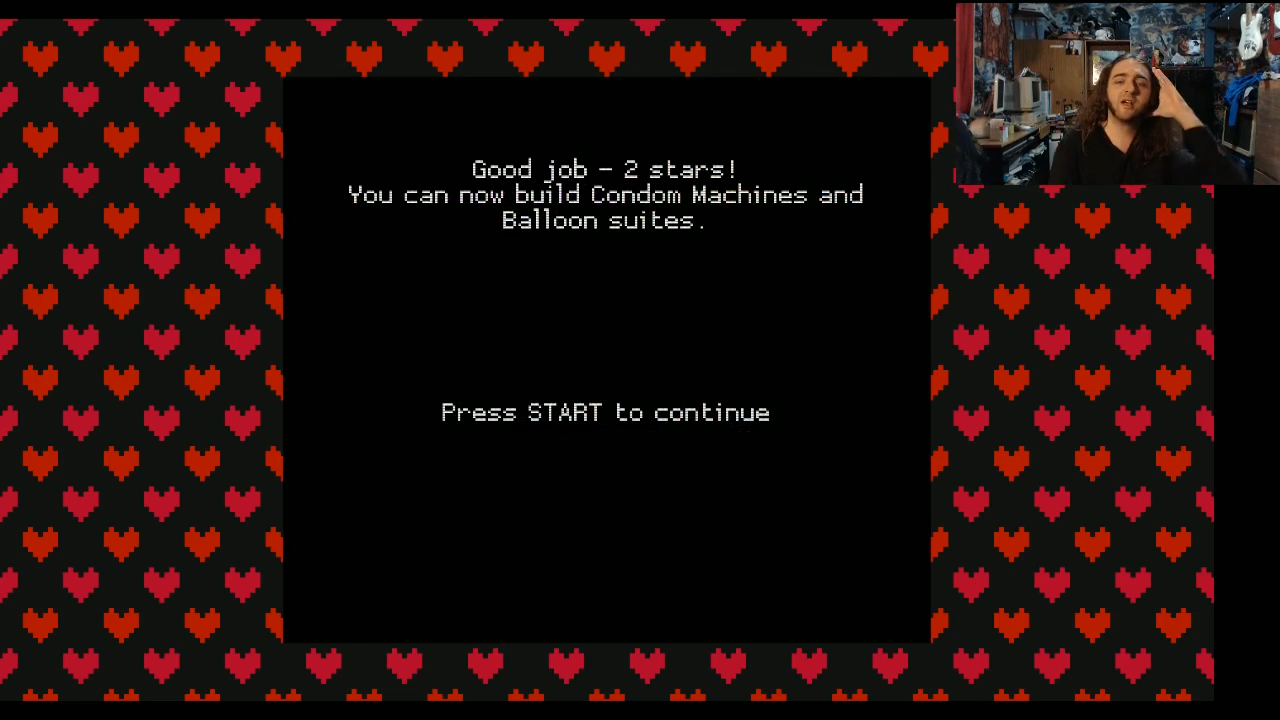 Good job - 2 stars!
You can now build Condom Machines and
Balloon suites.
Press START to continue